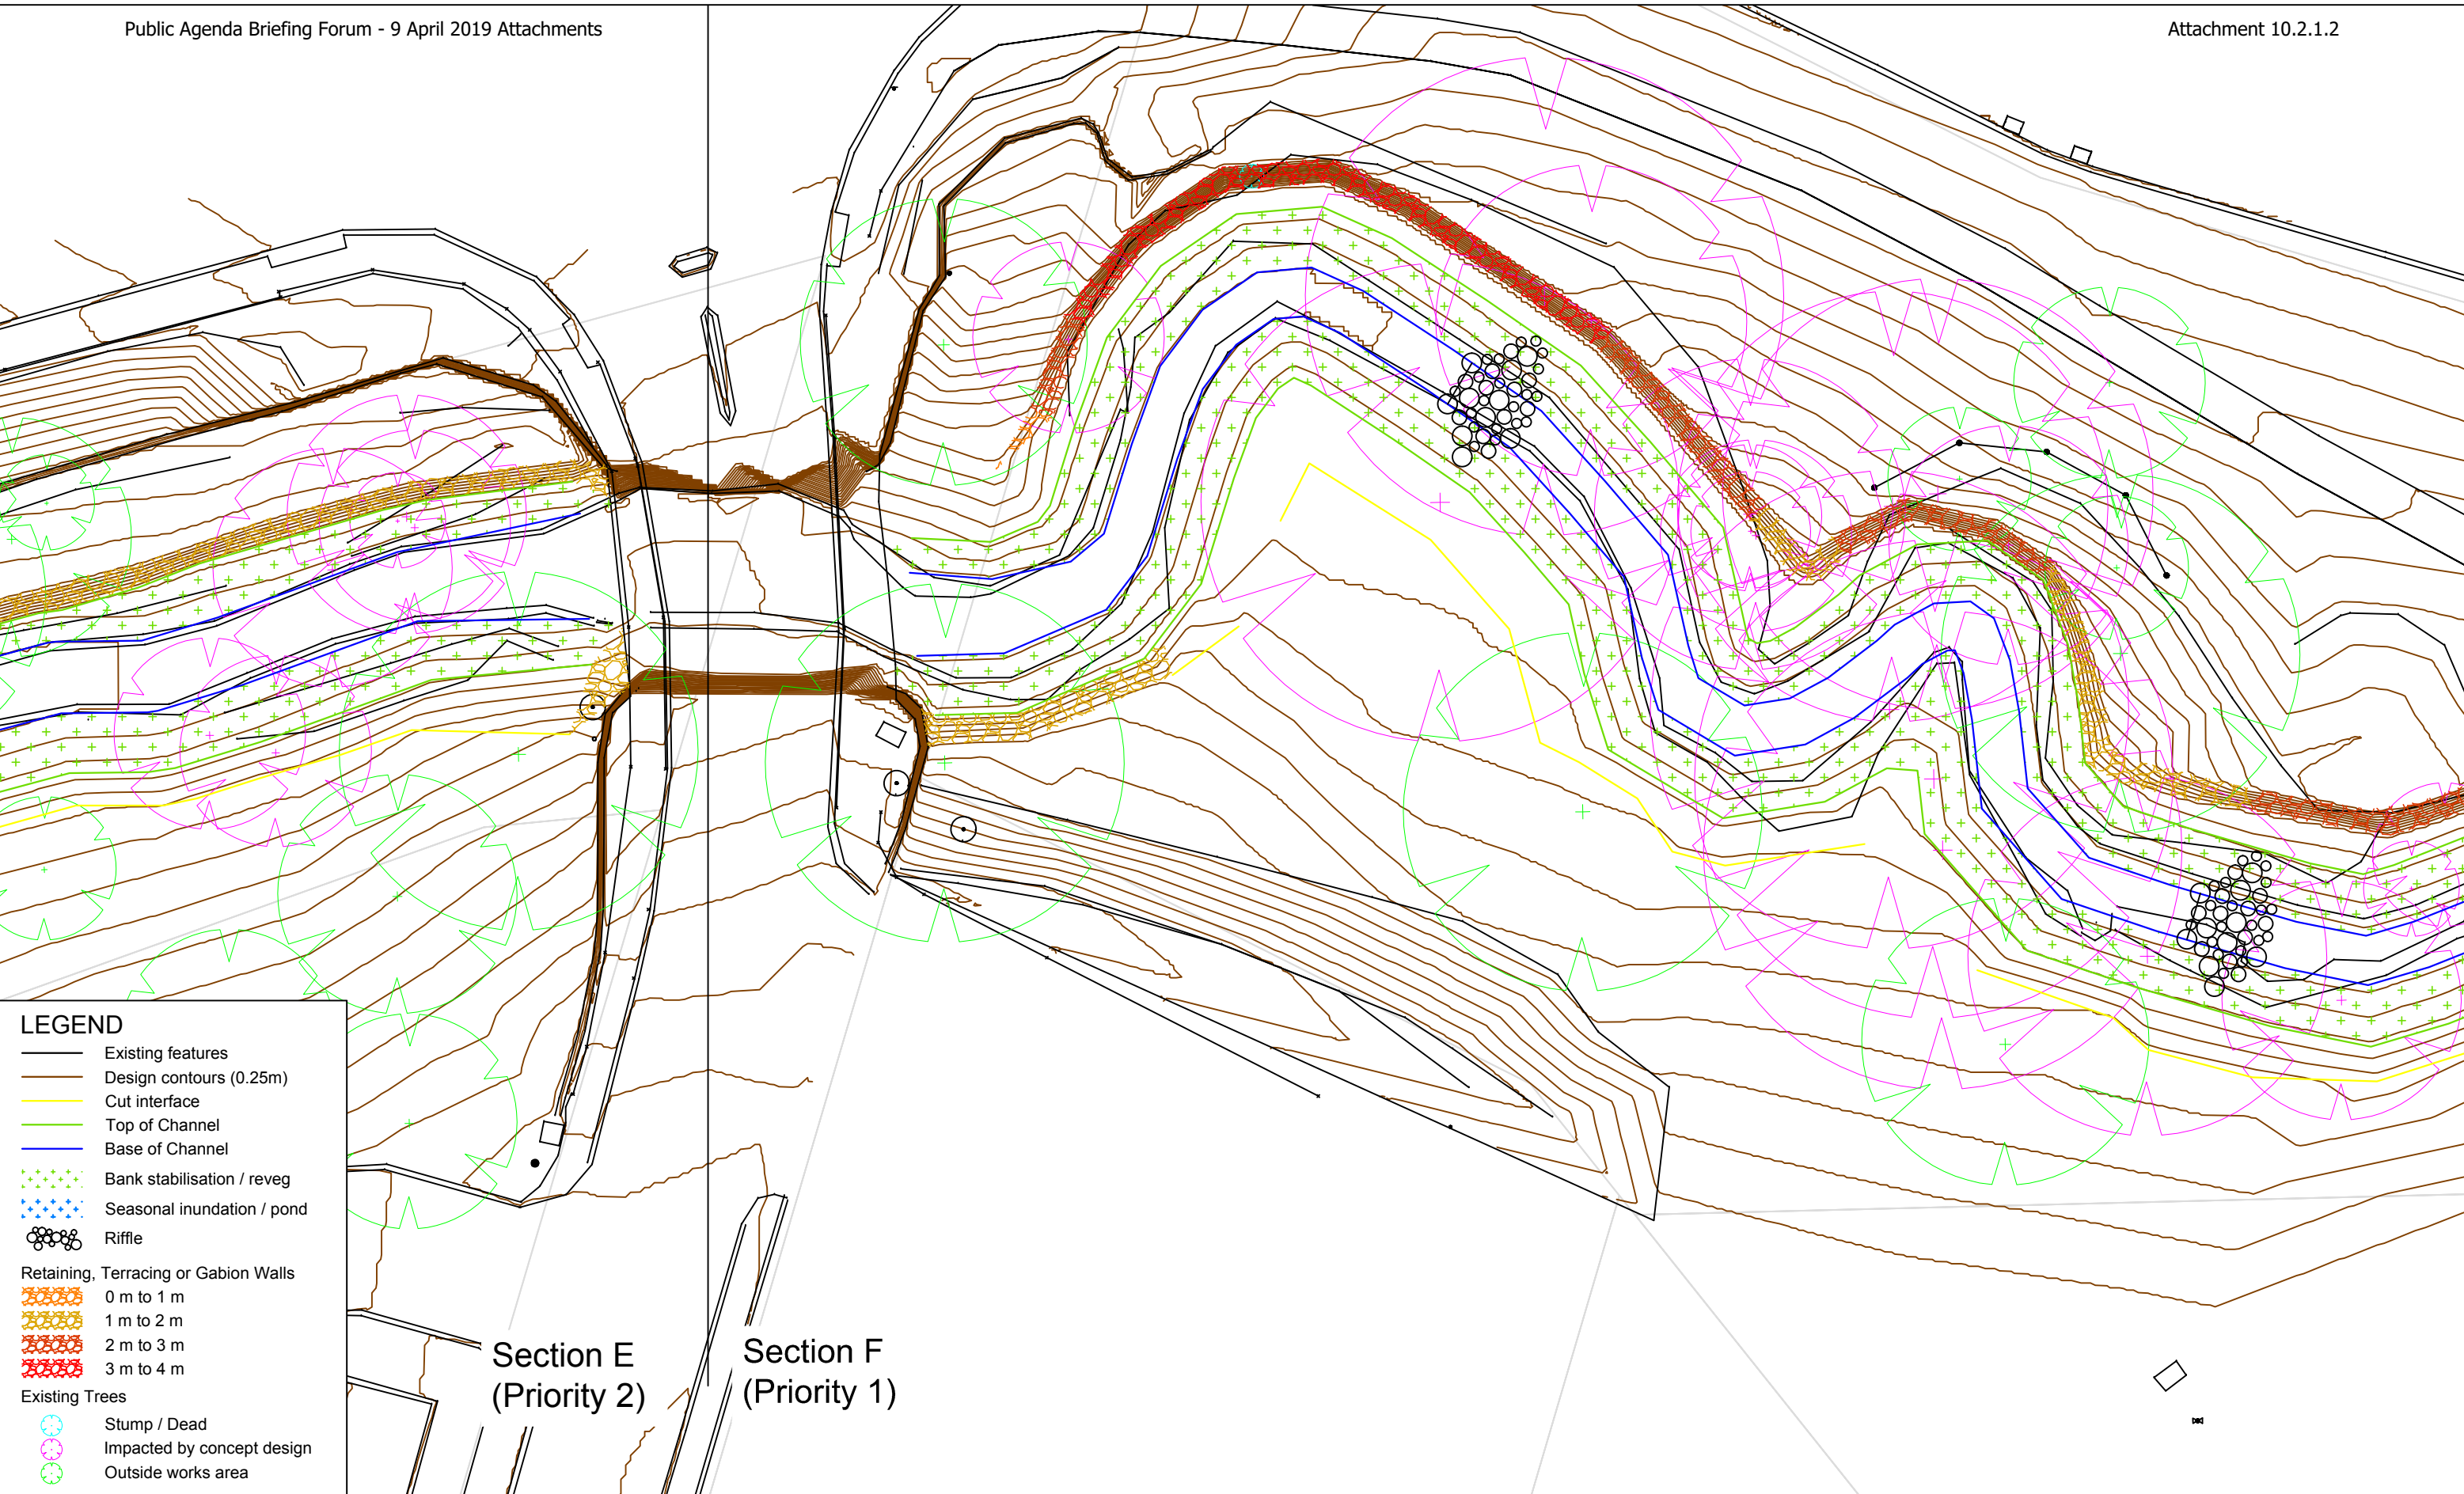 Public Agenda Briefing Forum - 9 April 2019 Attachments
Attachment 10.2.1.2
LEGEND
Existing features
Design contours (0.25m)
Cut interface
Top of Channel
Base of Channel
Bank stabilisation / reveg
Seasonal inundation / pond
Riffle
Retaining, Terracing or Gabion Walls
0 m to 1 m
1 m to 2 m
2 m to 3 m
3 m to 4 m
Existing Trees
Stump / Dead
Impacted by concept design
Outside works area
Section E
(Priority 2)
Section F
(Priority 1)